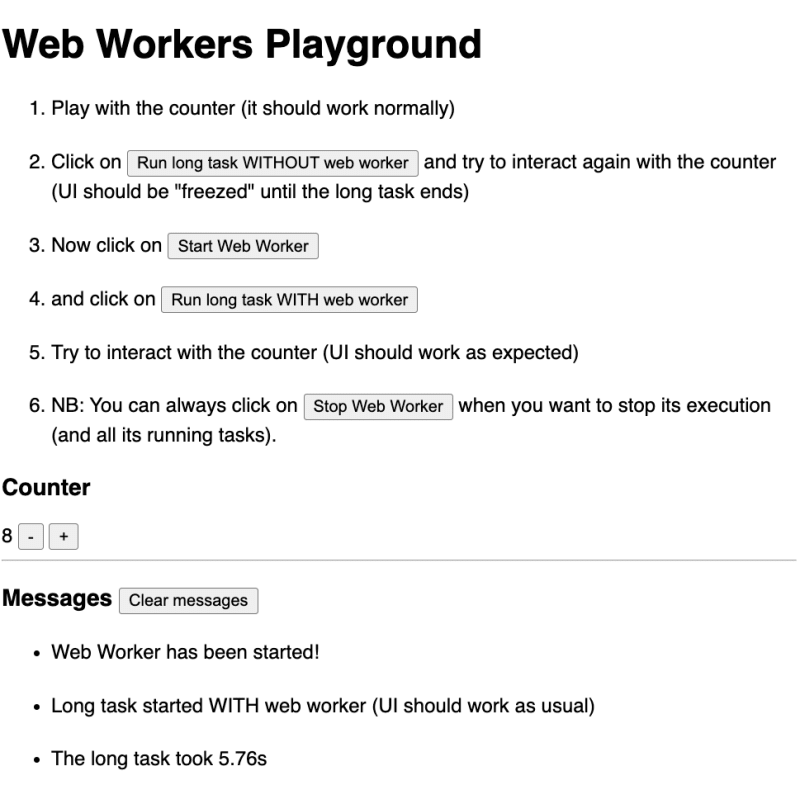 Web Workers Playground
1. Play with the counter (it should work normally)
2. Click on Run long task WITHOUT web worker and try to interact again with the counter
(UI should be "freezed" until the long task ends)
3. Now click on Start Web Worker
4. and click on Run long task WITH web worker
5. Try to interact with the counter (UI should work as expected)
6. NB: You can always click on Stop Web Worker when you want to stop its execution
(and all its running tasks).
Counter
8 - +
Messages Clear messages
• Web Worker has been started!
• Long task started WITH web worker (UI should work as usual)
• The long task took 5.76s